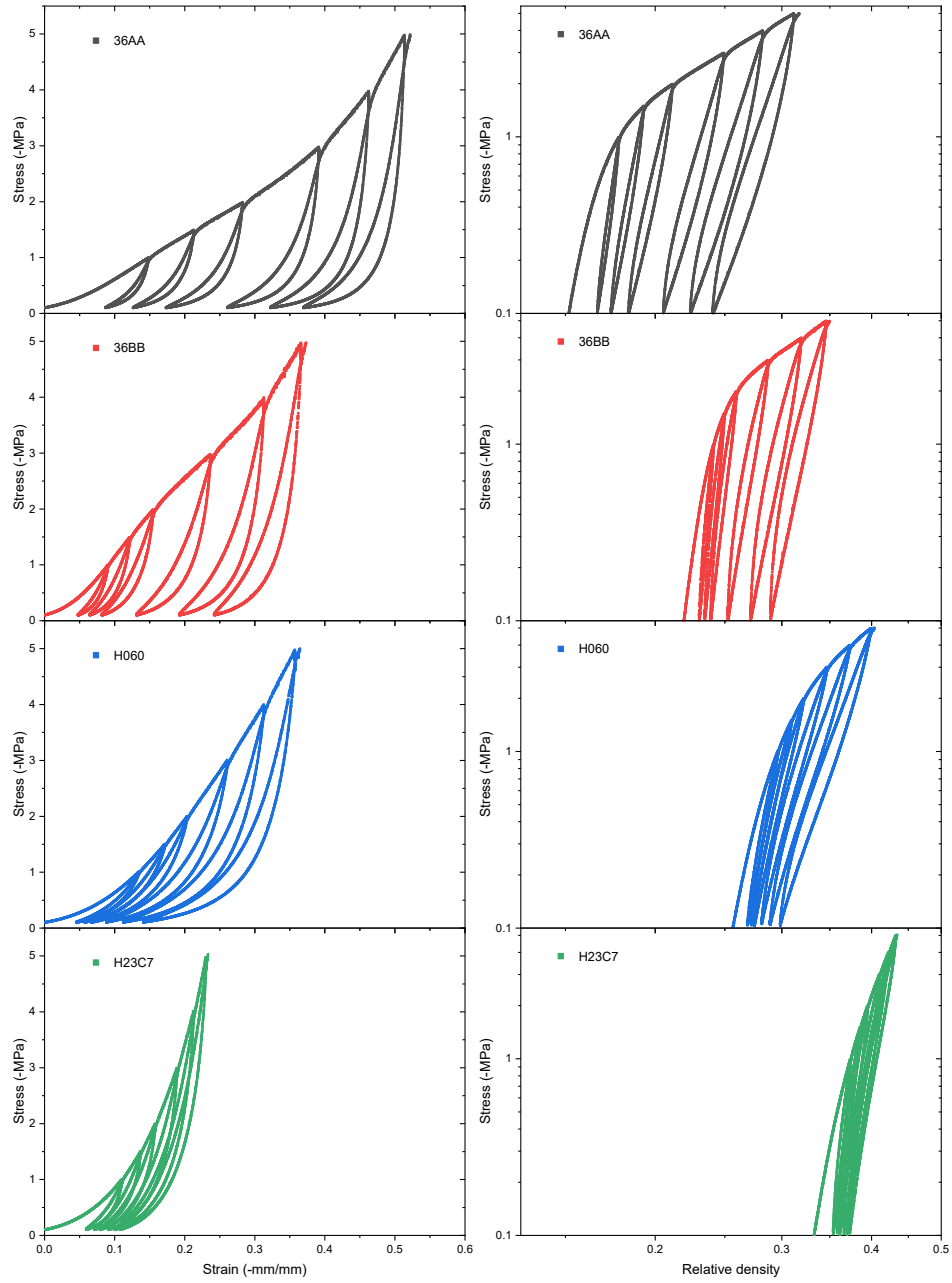 36AA
5
4
3
2
1
0
Stress (-MPa)
36AA
1
0.1
Stress (-MPa)
36BB
5
4
3
2
1
0
Stress (-MPa)
36BB
1
0.1
Stress (-MPa)
H060
5
4
3
2
1
0
Stress (-MPa)
H060
1
0.1
Stress (-MPa)
H23C7
5
4
3
2
1
0
Stress (-MPa)
0.0 0.1 0.2 0.3 0.4 0.5 0.6
Strain (-mm/mm)
H23C7
1
0.1
Stress (-MPa)
0.2 0.3 0.4 0.5
Relative density